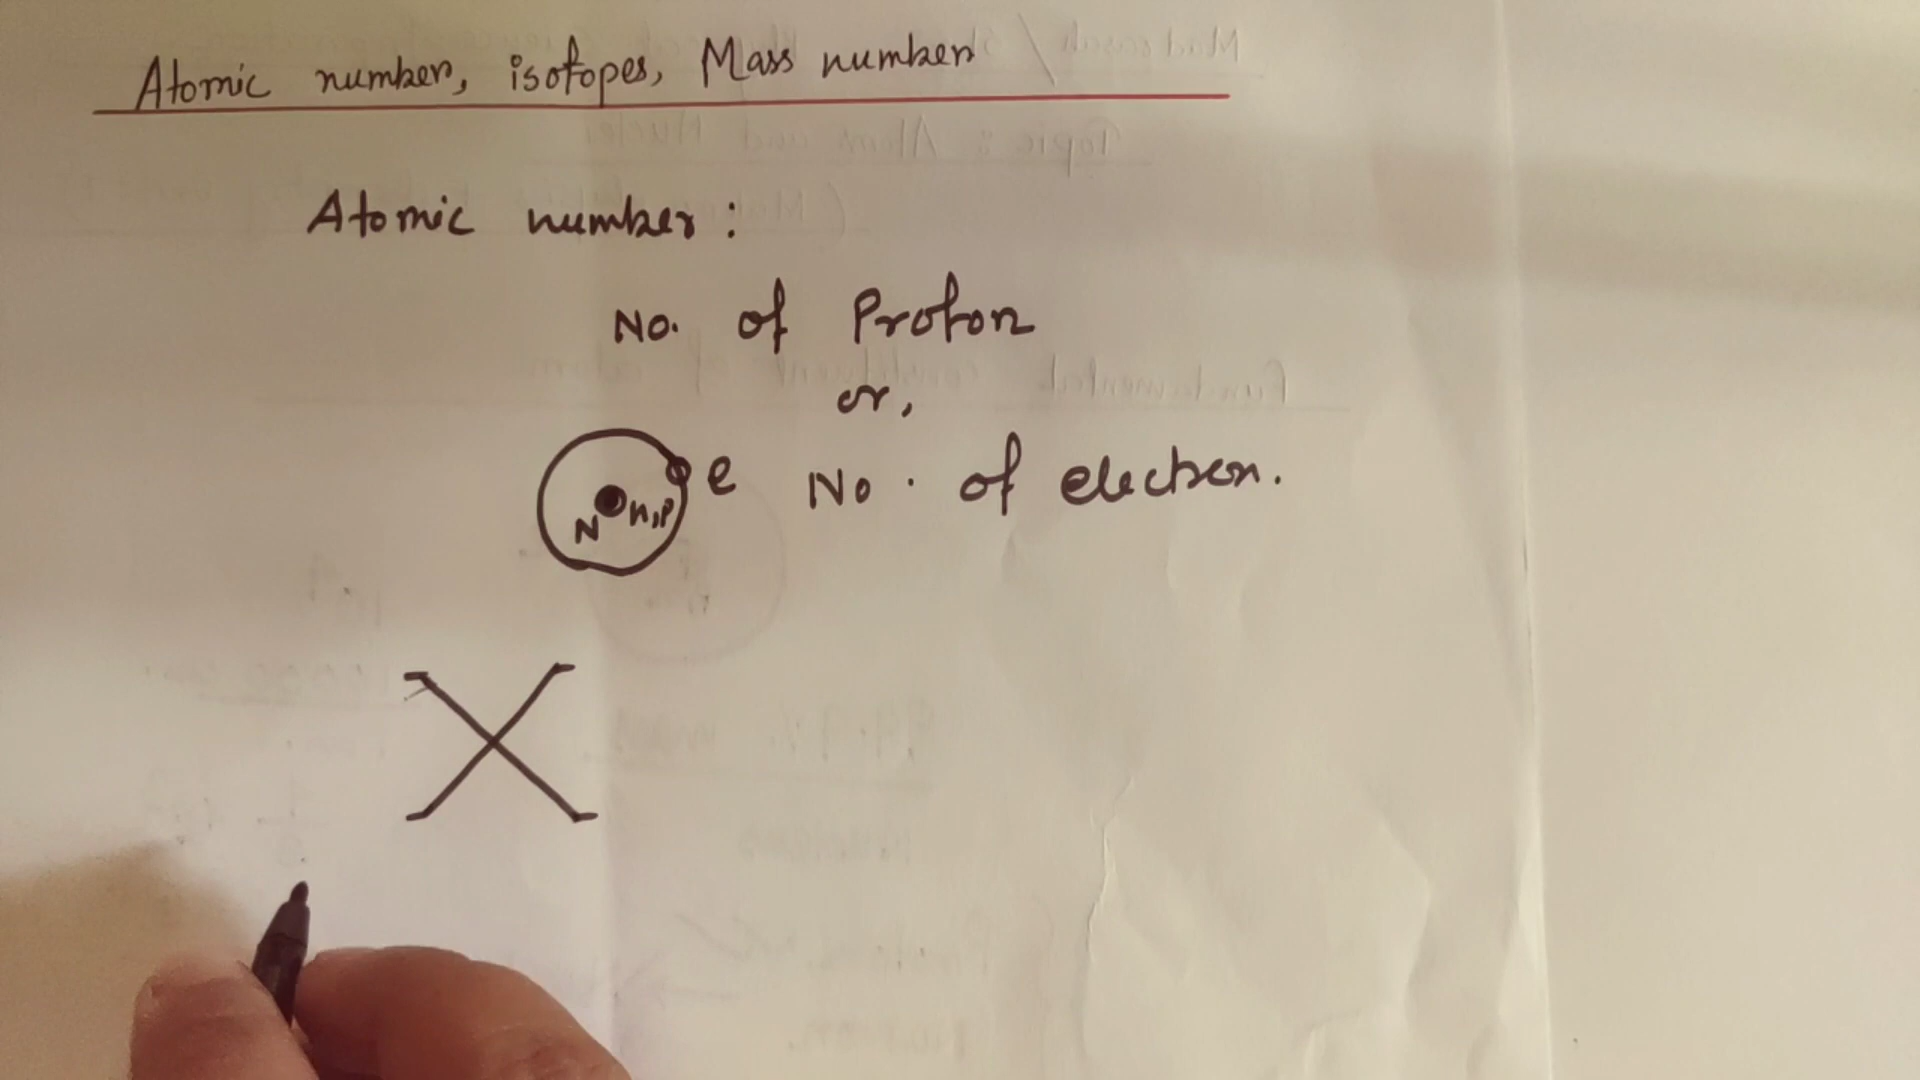 Atomic number, isotopes, Mass number
Atomic number :
No. of Proton
or,
e
No. of electron.
N n,p
X